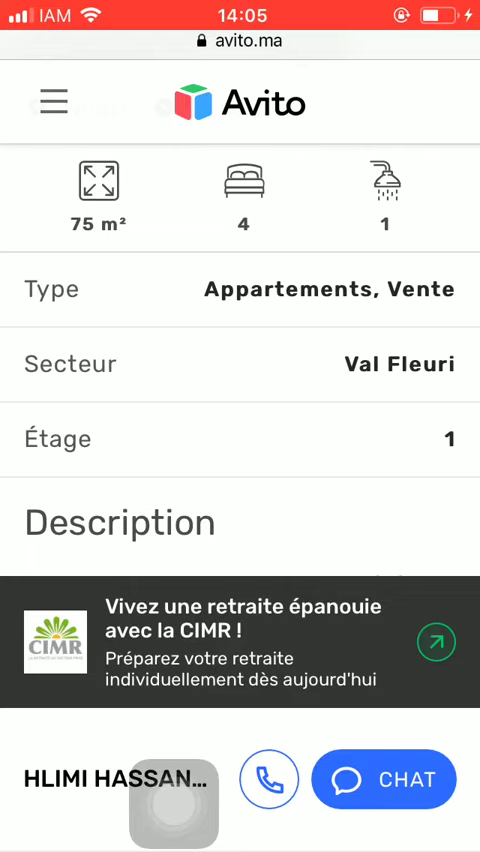 IAM 14:05
avito.ma
Avito
75 m² 4 1
Type Appartements, Vente
Secteur Val Fleuri
Étage 1
Description
Vivez une retraite épanouie
avec la CIMR !
CIMR
Préparez votre retraite
individuellement dès aujourd'hui
HLIMI HASSAN... CHAT